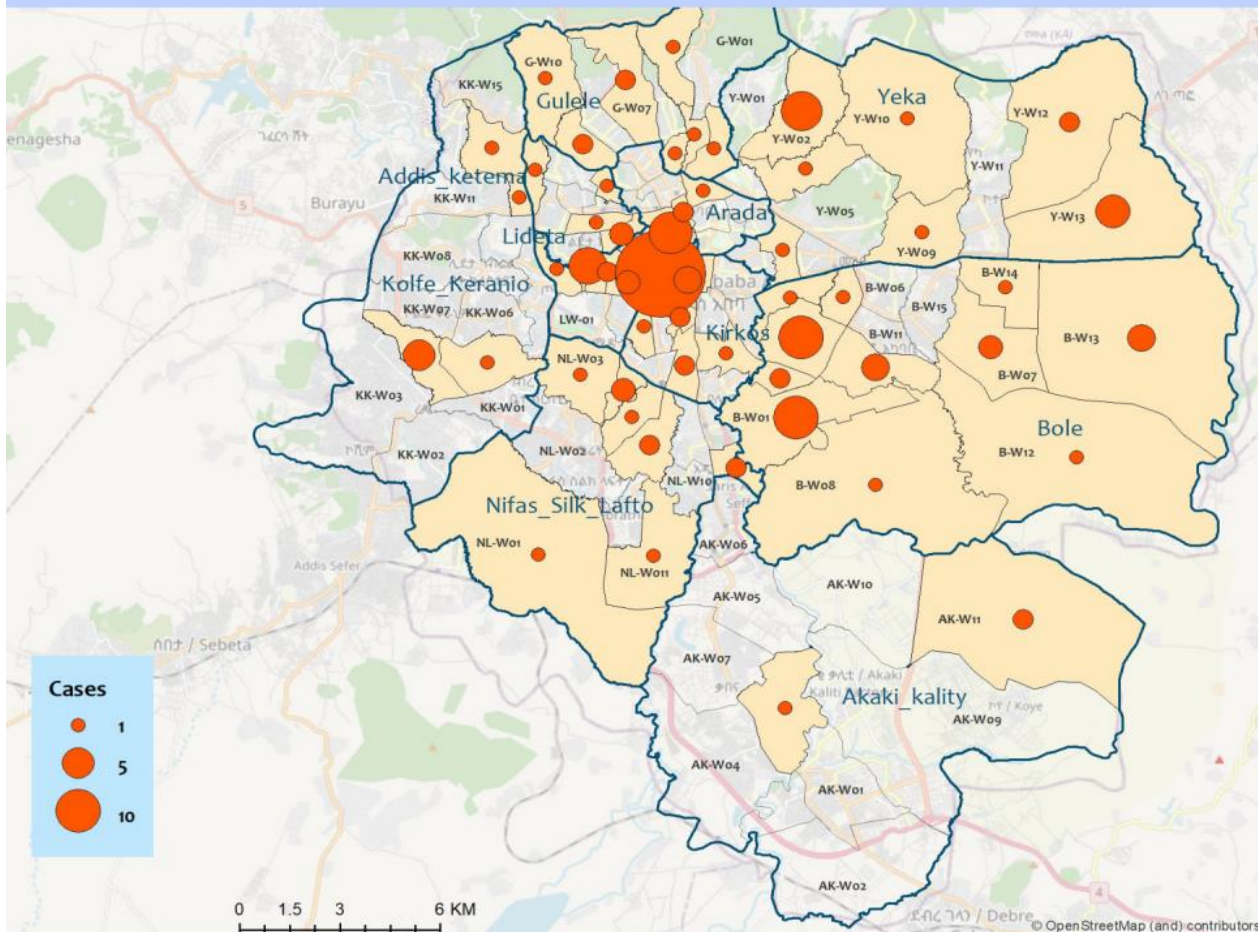 G-W01
G-W10
KK-W15
Gulele
G-W07
Y-W01
Yeka
Y-W12
Y-W10
Y-W02
enagesha
Addis_ketema
Y-W11
KK-W11
Burayu
Arada
Y-W05
Y-W13
Lideta
Y-W09
KK-W08
Kolfe_Keranio
B-W14
B-W06
B-W15
KK-W07
KK-W06
LW-01
Kirkos
B-W11
B-W13
NL-W03
B-W07
KK-W03
KK-W01
B-W01
Bole
KK-W02
NL-W02
B-W12
NL-W10
B-W08
Nifas_Silk_Lafto
NL-W01
AK-W06
Addis Sefer
NL-W011
AK-W10
AK-W05
AK-W11
ሰበታ / Sebeta
AK-W07
Akaki_kality
AK-W09
Cases
1
5
10
AK-W04
AK-W01
AK-W02
0 1.5 3 6 KM
4
5
© OpenStreetMap (and) contributors